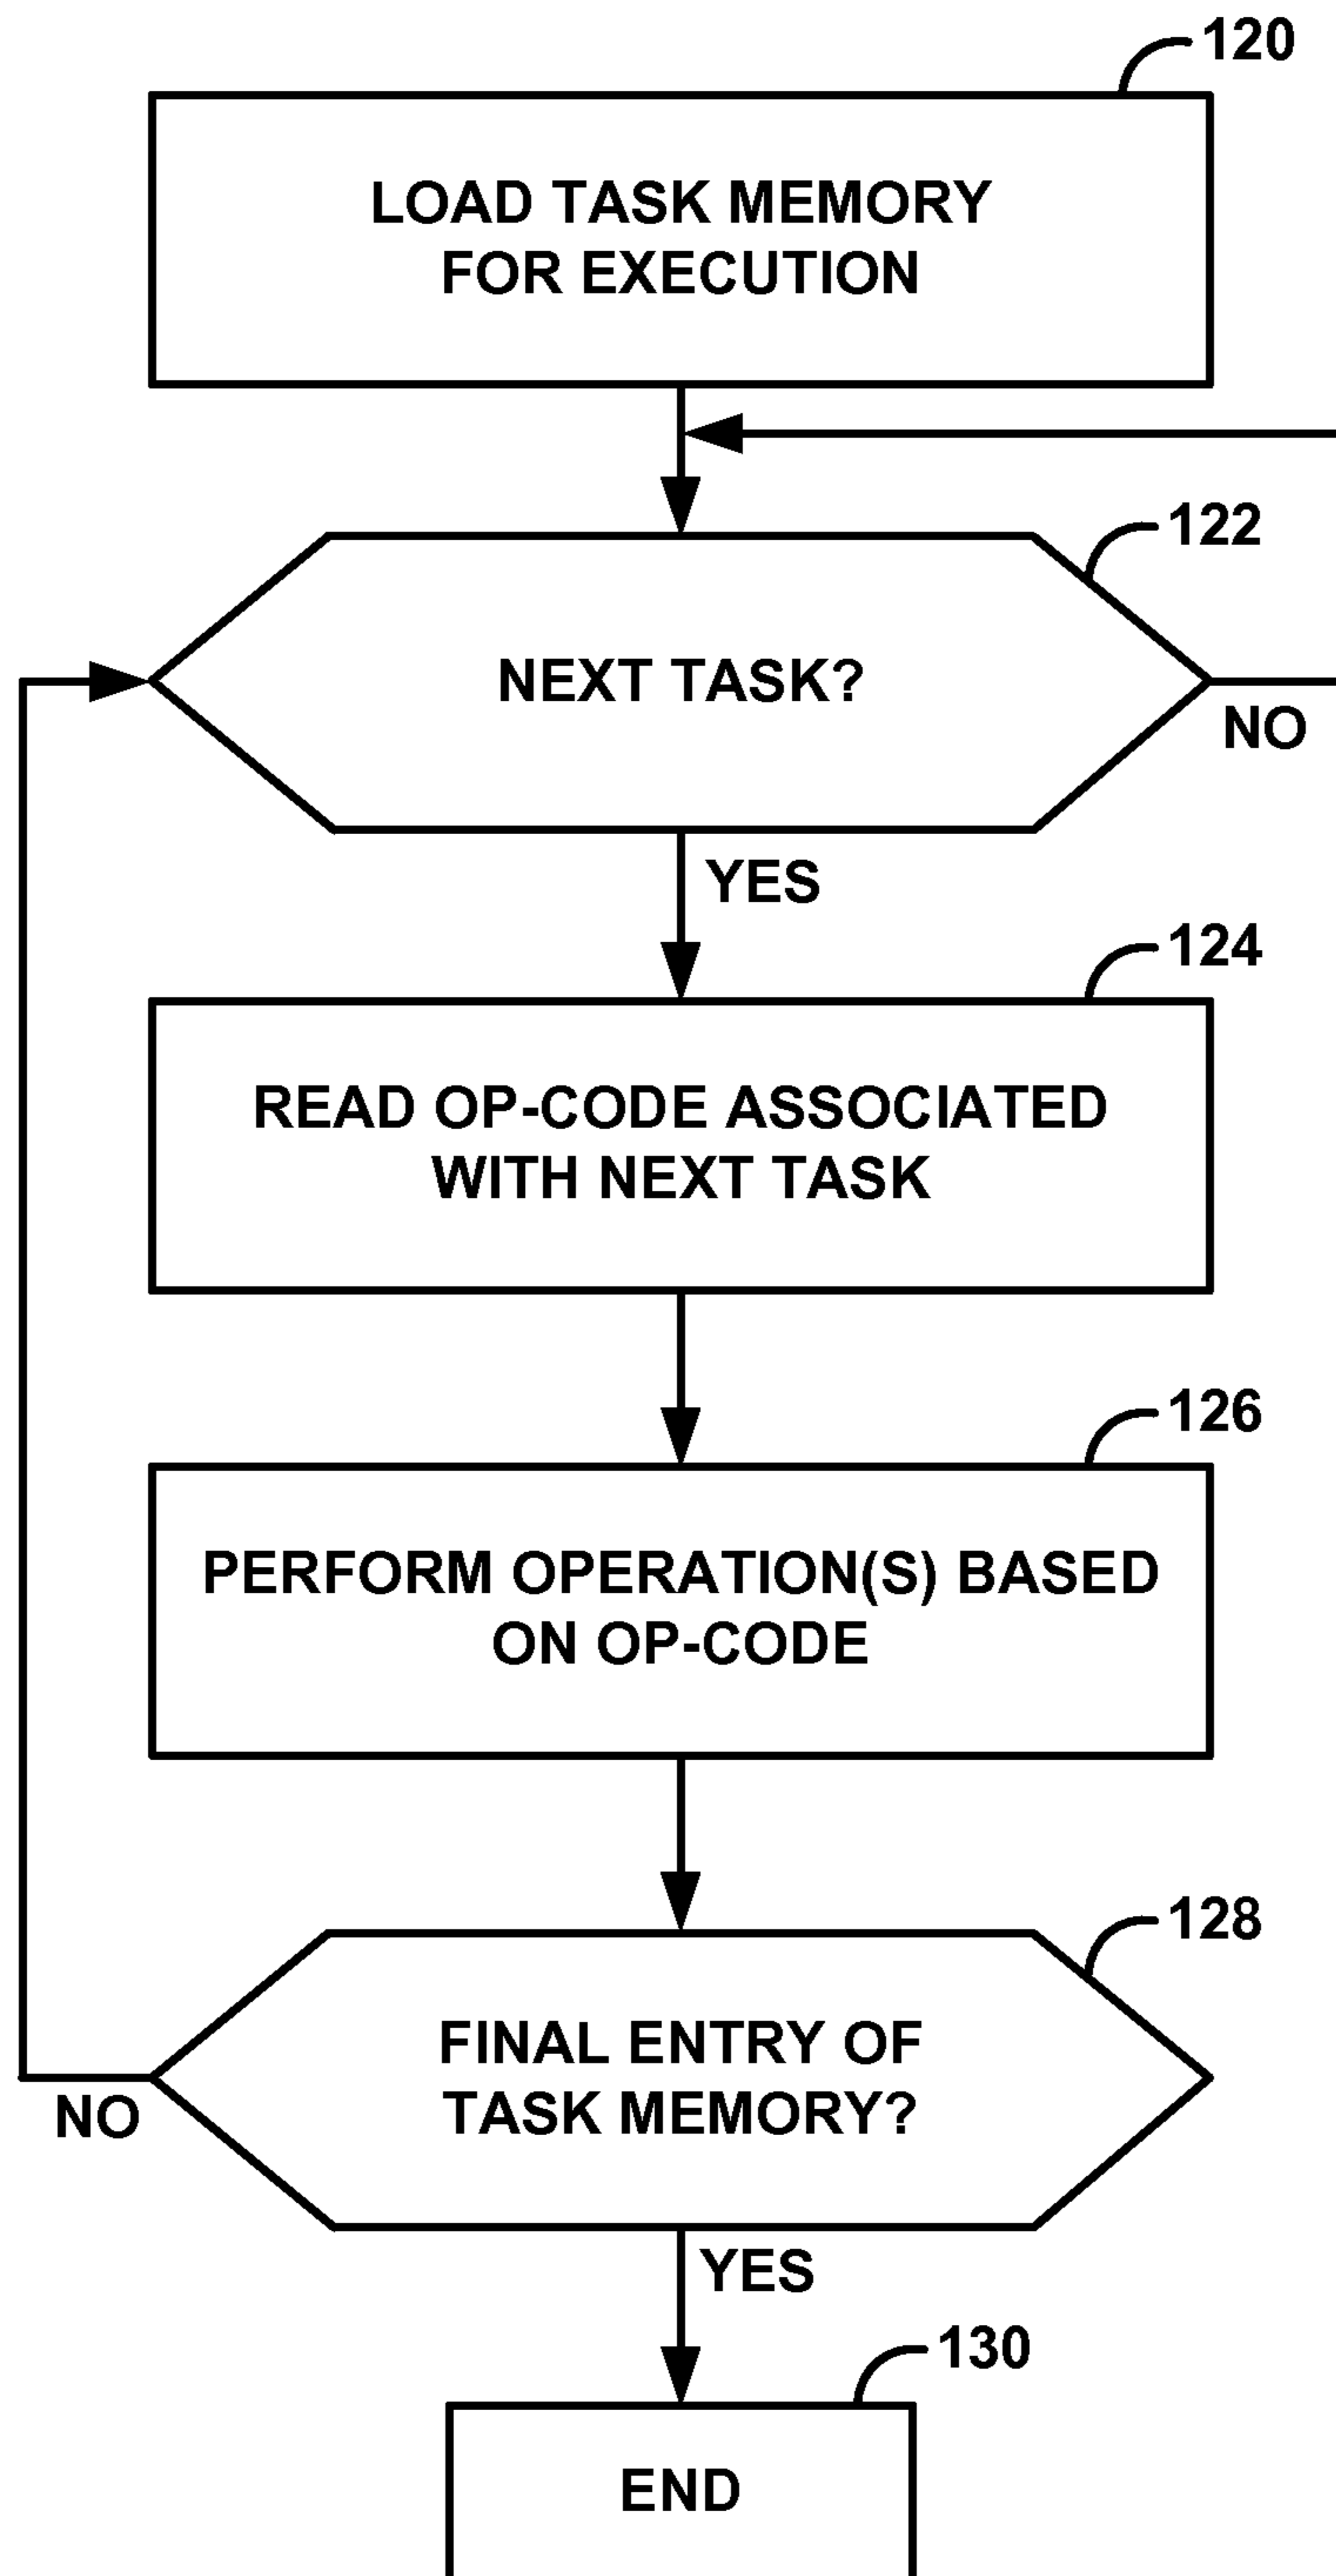 120
LOAD TASK MEMORY
FOR EXECUTION
122
NEXT TASK?
NO
YES
124
READ OP-CODE ASSOCIATED
WITH NEXT TASK
126
PERFORM OPERATION(S) BASED
ON OP-CODE
128
FINAL ENTRY OF
TASK MEMORY?
NO
YES
130
END